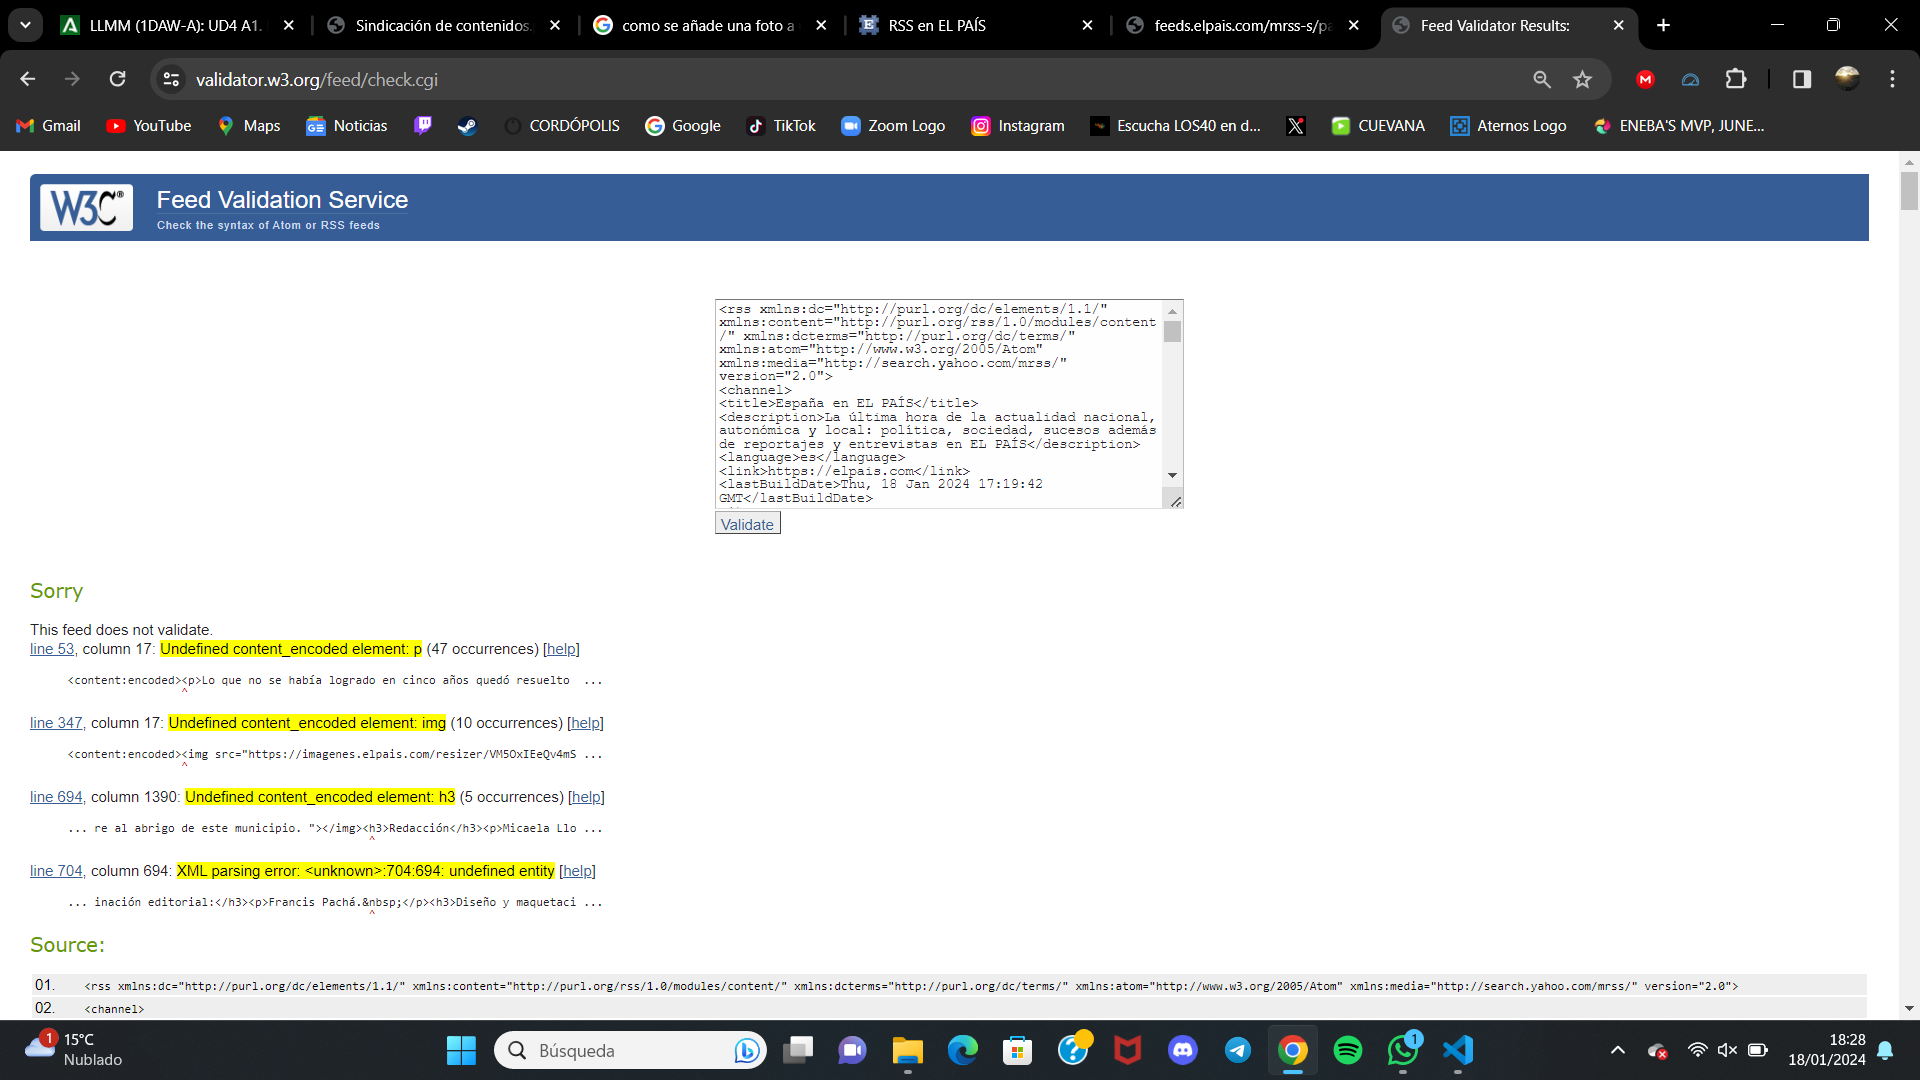 LLMM (1DAW-A): UD4 A1.
Sindicación de contenidos.
como se añade una foto a
RSS en EL PAÍS
feeds.elpais.com/mrss-s/pa
Feed Validator Results:
validator.w3.org/feed/check.cgi
Gmail
YouTube
Maps
Noticias
CORDÓPOLIS
Google
TikTok
Zoom Logo
Instagram
Escucha LOS40 en d...
CUEVANA
Aternos Logo
ENEBA'S MVP, JUNE...
W3C®
Feed Validation Service
Check the syntax of Atom or RSS feeds
<rss xmlns:dc="http://purl.org/dc/elements/1.1/"
xmlns:content="http://purl.org/rss/1.0/modules/content
/" xmlns:dcterms="http://purl.org/dc/terms/"
xmlns:atom="http://www.w3.org/2005/Atom"
xmlns:media="http://search.yahoo.com/mrss/"
version="2.0">
<channel>
<title>España en EL PAÍS</title>
<description>La última hora de la actualidad nacional,
autonómica y local: política, sociedad, sucesos además
de reportajes y entrevistas en EL PAÍS</description>
<language>es</language>
<link>https://elpais.com</link>
<lastBuildDate>Thu, 18 Jan 2024 17:19:42
GMT</lastBuildDate>
Validate
Sorry
This feed does not validate.
line 53, column 17: Undefined content_encoded element: p (47 occurrences) [help]
<content:encoded><p>Lo que no se había logrado en cinco años quedó resuelto ...
^
line 347, column 17: Undefined content_encoded element: img (10 occurrences) [help]
<content:encoded><img src="https://imagenes.elpais.com/resizer/VM5OxIEeQv4mS ...
^
line 694, column 1390: Undefined content_encoded element: h3 (5 occurrences) [help]
... re al abrigo de este municipio. "></img><h3>Redacción</h3><p>Micaela Llo ...
^
line 704, column 694: XML parsing error: <unknown>:704:694: undefined entity [help]
... inación editorial:</h3><p>Francis Pachá.&nbsp;</p><h3>Diseño y maquetaci ...
^
Source:
01. <rss xmlns:dc="http://purl.org/dc/elements/1.1/" xmlns:content="http://purl.org/rss/1.0/modules/content/" xmlns:dcterms="http://purl.org/dc/terms/" xmlns:atom="http://www.w3.org/2005/Atom" xmlns:media="http://search.yahoo.com/mrss/" version="2.0">
02. <channel>
1
15°C
Nublado
Búsqueda
1
18:28
18/01/2024